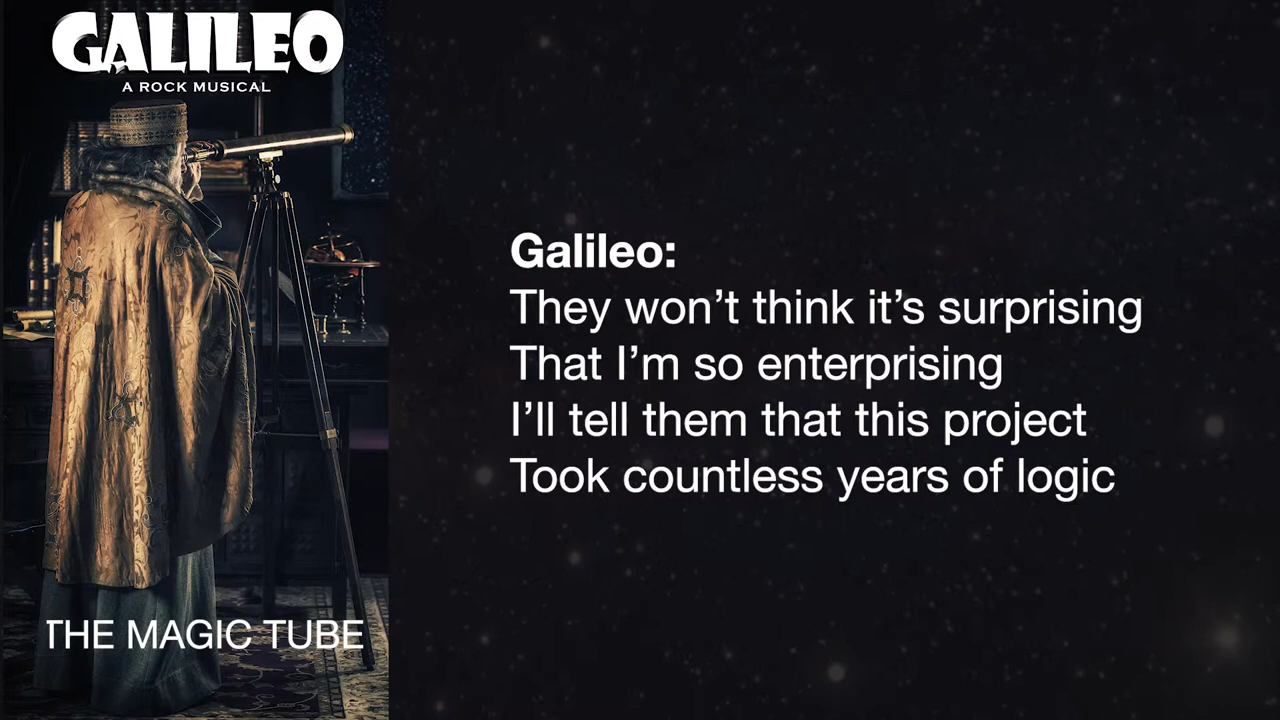 GALILEO
A ROCK MUSICAL
THE MAGIC TUBE
Galileo:
They won’t think it’s surprising
That I’m so enterprising
I’ll tell them that this project
Took countless years of logic